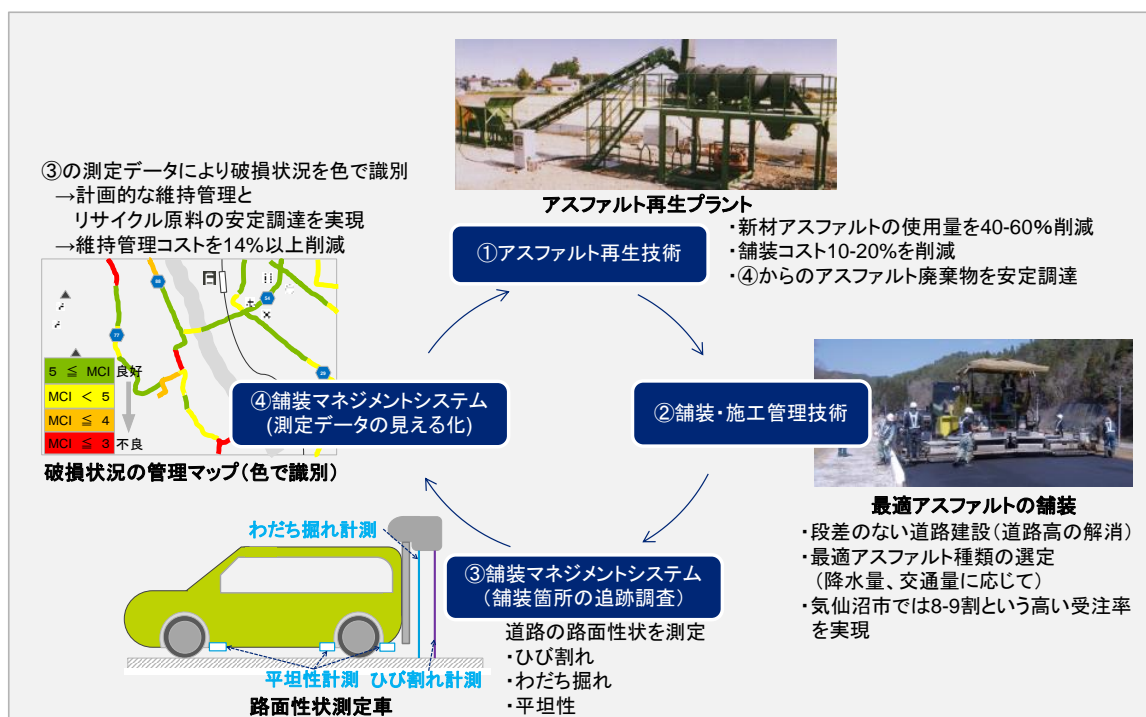 ③の測定データにより破損状況を色で識別
→計画的な維持管理と
リサイクル原料の安定調達を実現
→維持管理コストを14%以上削減
アスファルト再生プラント
①アスファルト再生技術
・新材アスファルトの使用量を40-60%削減
・舗装コスト10-20%を削減
・④からのアスファルト廃棄物を安定調達
5 ≦ MCI 良好
MCI < 5
MCI ≦ 4
MCI ≦ 3 不良
破損状況の管理マップ(色で識別)
④舗装マネジメントシステム
(測定データの見える化)
②舗装・施工管理技術
最適アスファルトの舗装
・段差のない道路建設(道路高の解消)
・最適アスファルト種類の選定
(降水量、交通量に応じて)
・気仙沼市では8-9割という高い受注率
を実現
③舗装マネジメントシステム
(舗装箇所の追跡調査)
道路の路面性状を測定
・ひび割れ
・わだち掘れ
・平坦性
わだち掘れ計測
平坦性計測 ひび割れ計測
路面性状測定車